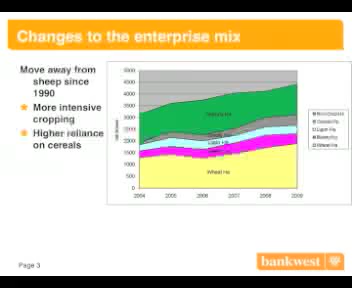 Changes to the enterprise mix
Move away from
sheep since
1990
More intensive
cropping
Higher reliance
on cereals
5000
4500
4000
3500
3000
2500
2000
1500
1000
500
0
2004
2005
2006
2007
2008
2009
Wheat Ha
Page 3
bankwest